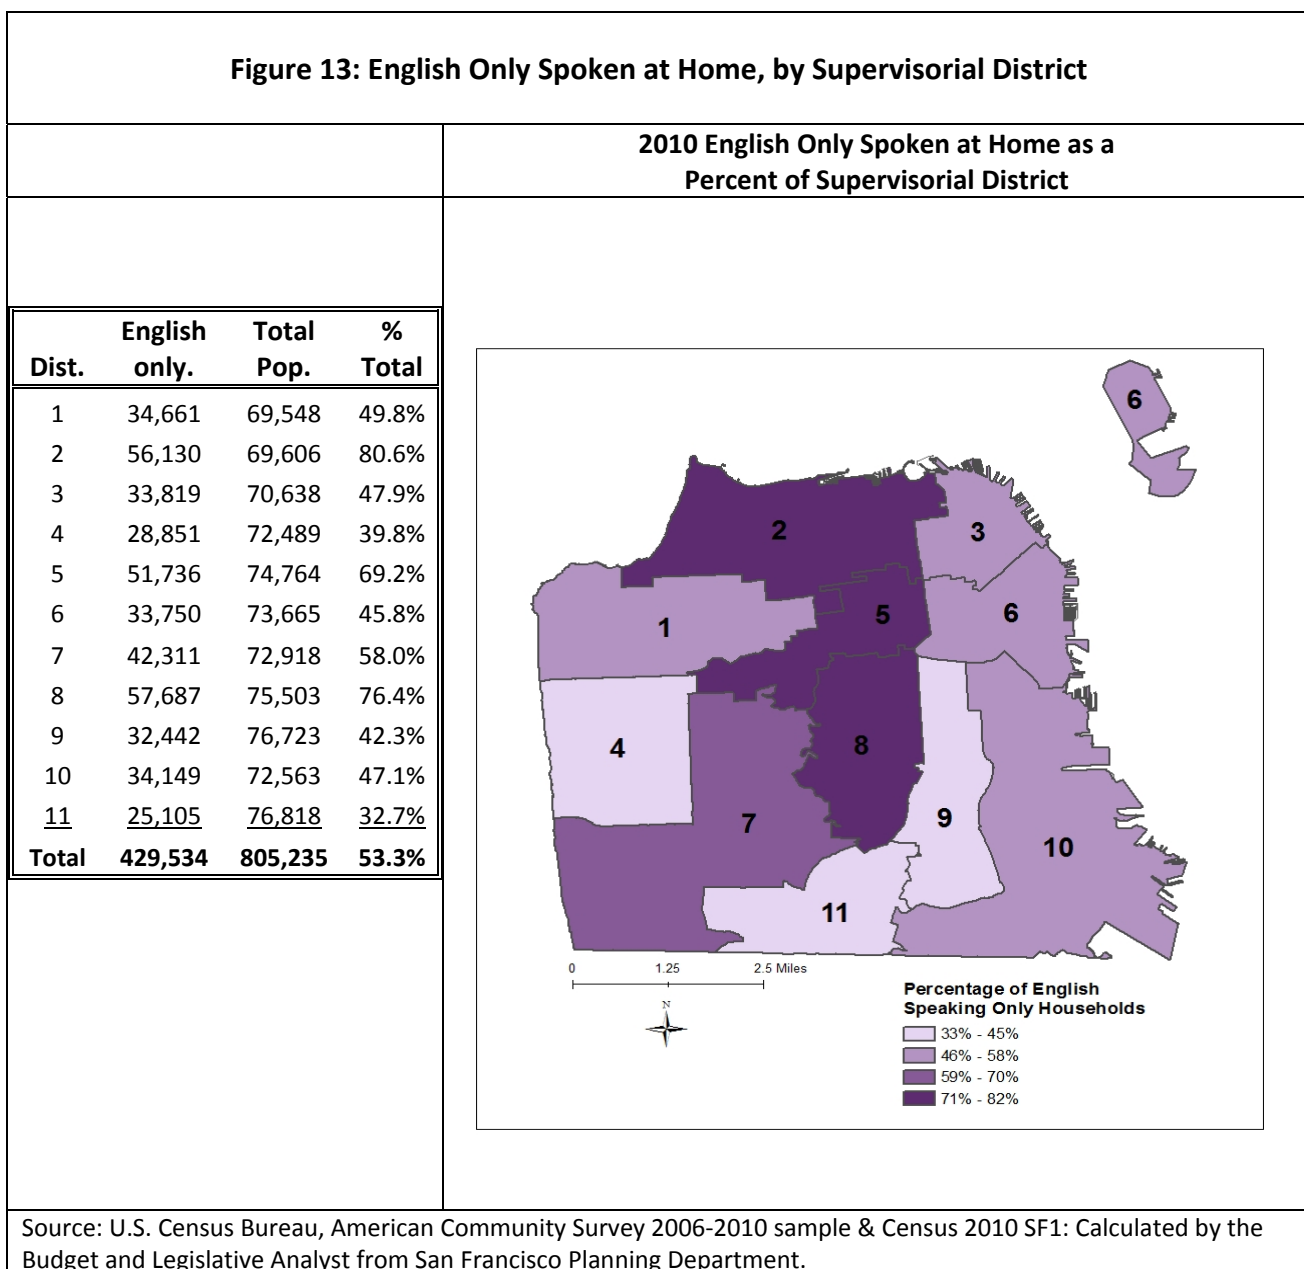 Figure 13: English Only Spoken at Home, by Supervisorial District
2010 English Only Spoken at Home as a
Percent of Supervisorial District
English Total %
Dist. only. Pop. Total
1 34,661 69,548 49.8%
2 56,130 69,606 80.6%
3 33,819 70,638 47.9%
4 28,851 72,489 39.8%
5 51,736 74,764 69.2%
6 33,750 73,665 45.8%
7 42,311 72,918 58.0%
8 57,687 75,503 76.4%
9 32,442 76,723 42.3%
10 34,149 72,563 47.1%
11 25,105 76,818 32.7%
Total 429,534 805,235 53.3%
6
2
3
5
6
1
4
8
7
9
10
11
0 1.25 2.5 Miles
N
Percentage of English
Speaking Only Households
33% - 45%
46% - 58%
59% - 70%
71% - 82%
Source: U.S. Census Bureau, American Community Survey 2006-2010 sample & Census 2010 SF1: Calculated by the
Budget and Legislative Analyst from San Francisco Planning Department.